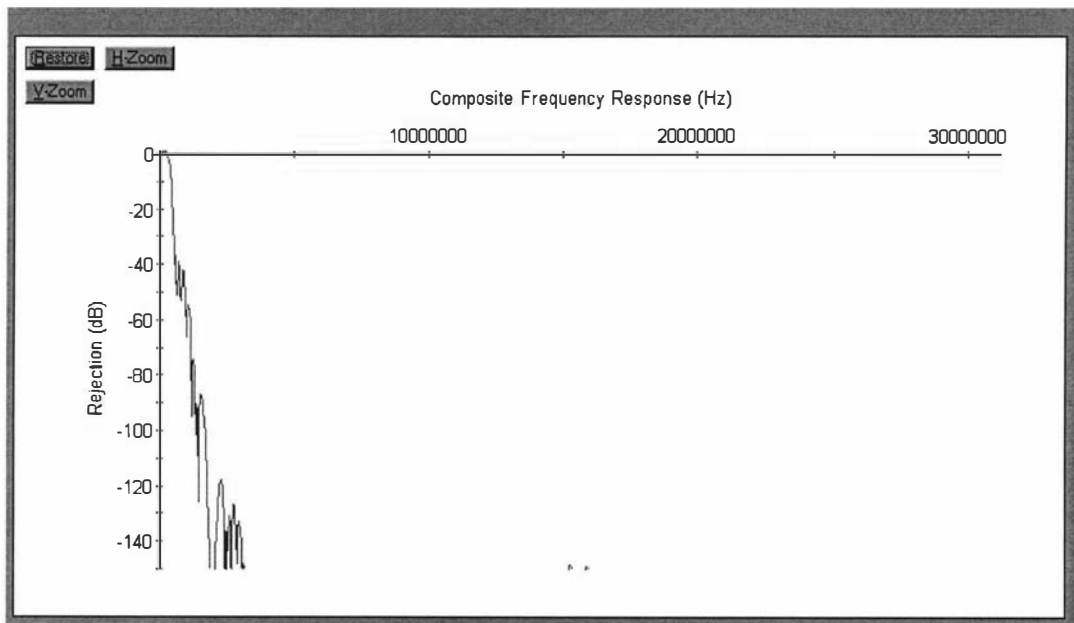 (Restore) H-Zoom
V-Zoom
Composite Frequency Response (Hz)
10000000 20000000 30000000
0
-20
-40
-60
-80
-100
-120
-140
Rejection (dB)